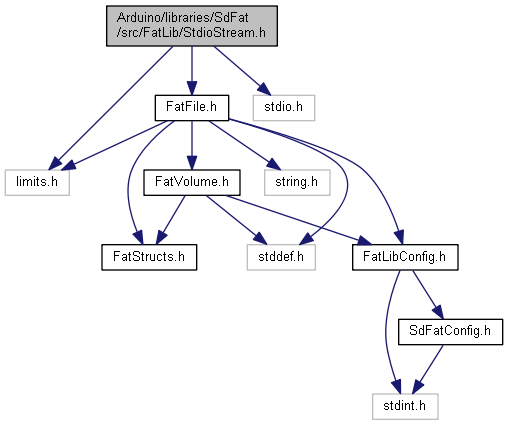 Arduino/libraries/SdFat
/src/FatLib/StdioStream.h
FatFile.h
stdio.h
limits.h
FatVolume.h
string.h
FatStructs.h
stddef.h
FatLibConfig.h
SdFatConfig.h
stdint.h